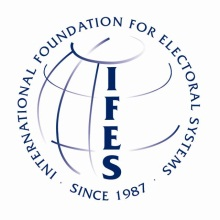 INTERNATIONAL FOUNDATION FOR ELECTORAL SYSTEMS
IFES
· SINCE 1987 ·